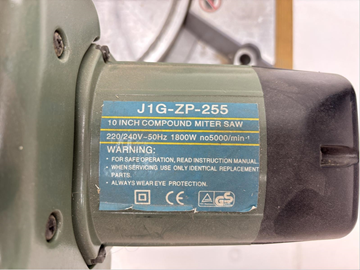 J1G-ZP-255
10 INCH COMPOUND MITER SAW
220/240V~50Hz 1800W no5000/min-¹
WARNING:
· FOR SAFE OPERATION, READ INSTRUCTION MANUAL.
· WHEN SERVICING USE ONLY IDENTICAL REPLACEMENT
PARTS.
· ALWAYS WEAR EYE PROTECTION.
CE GS